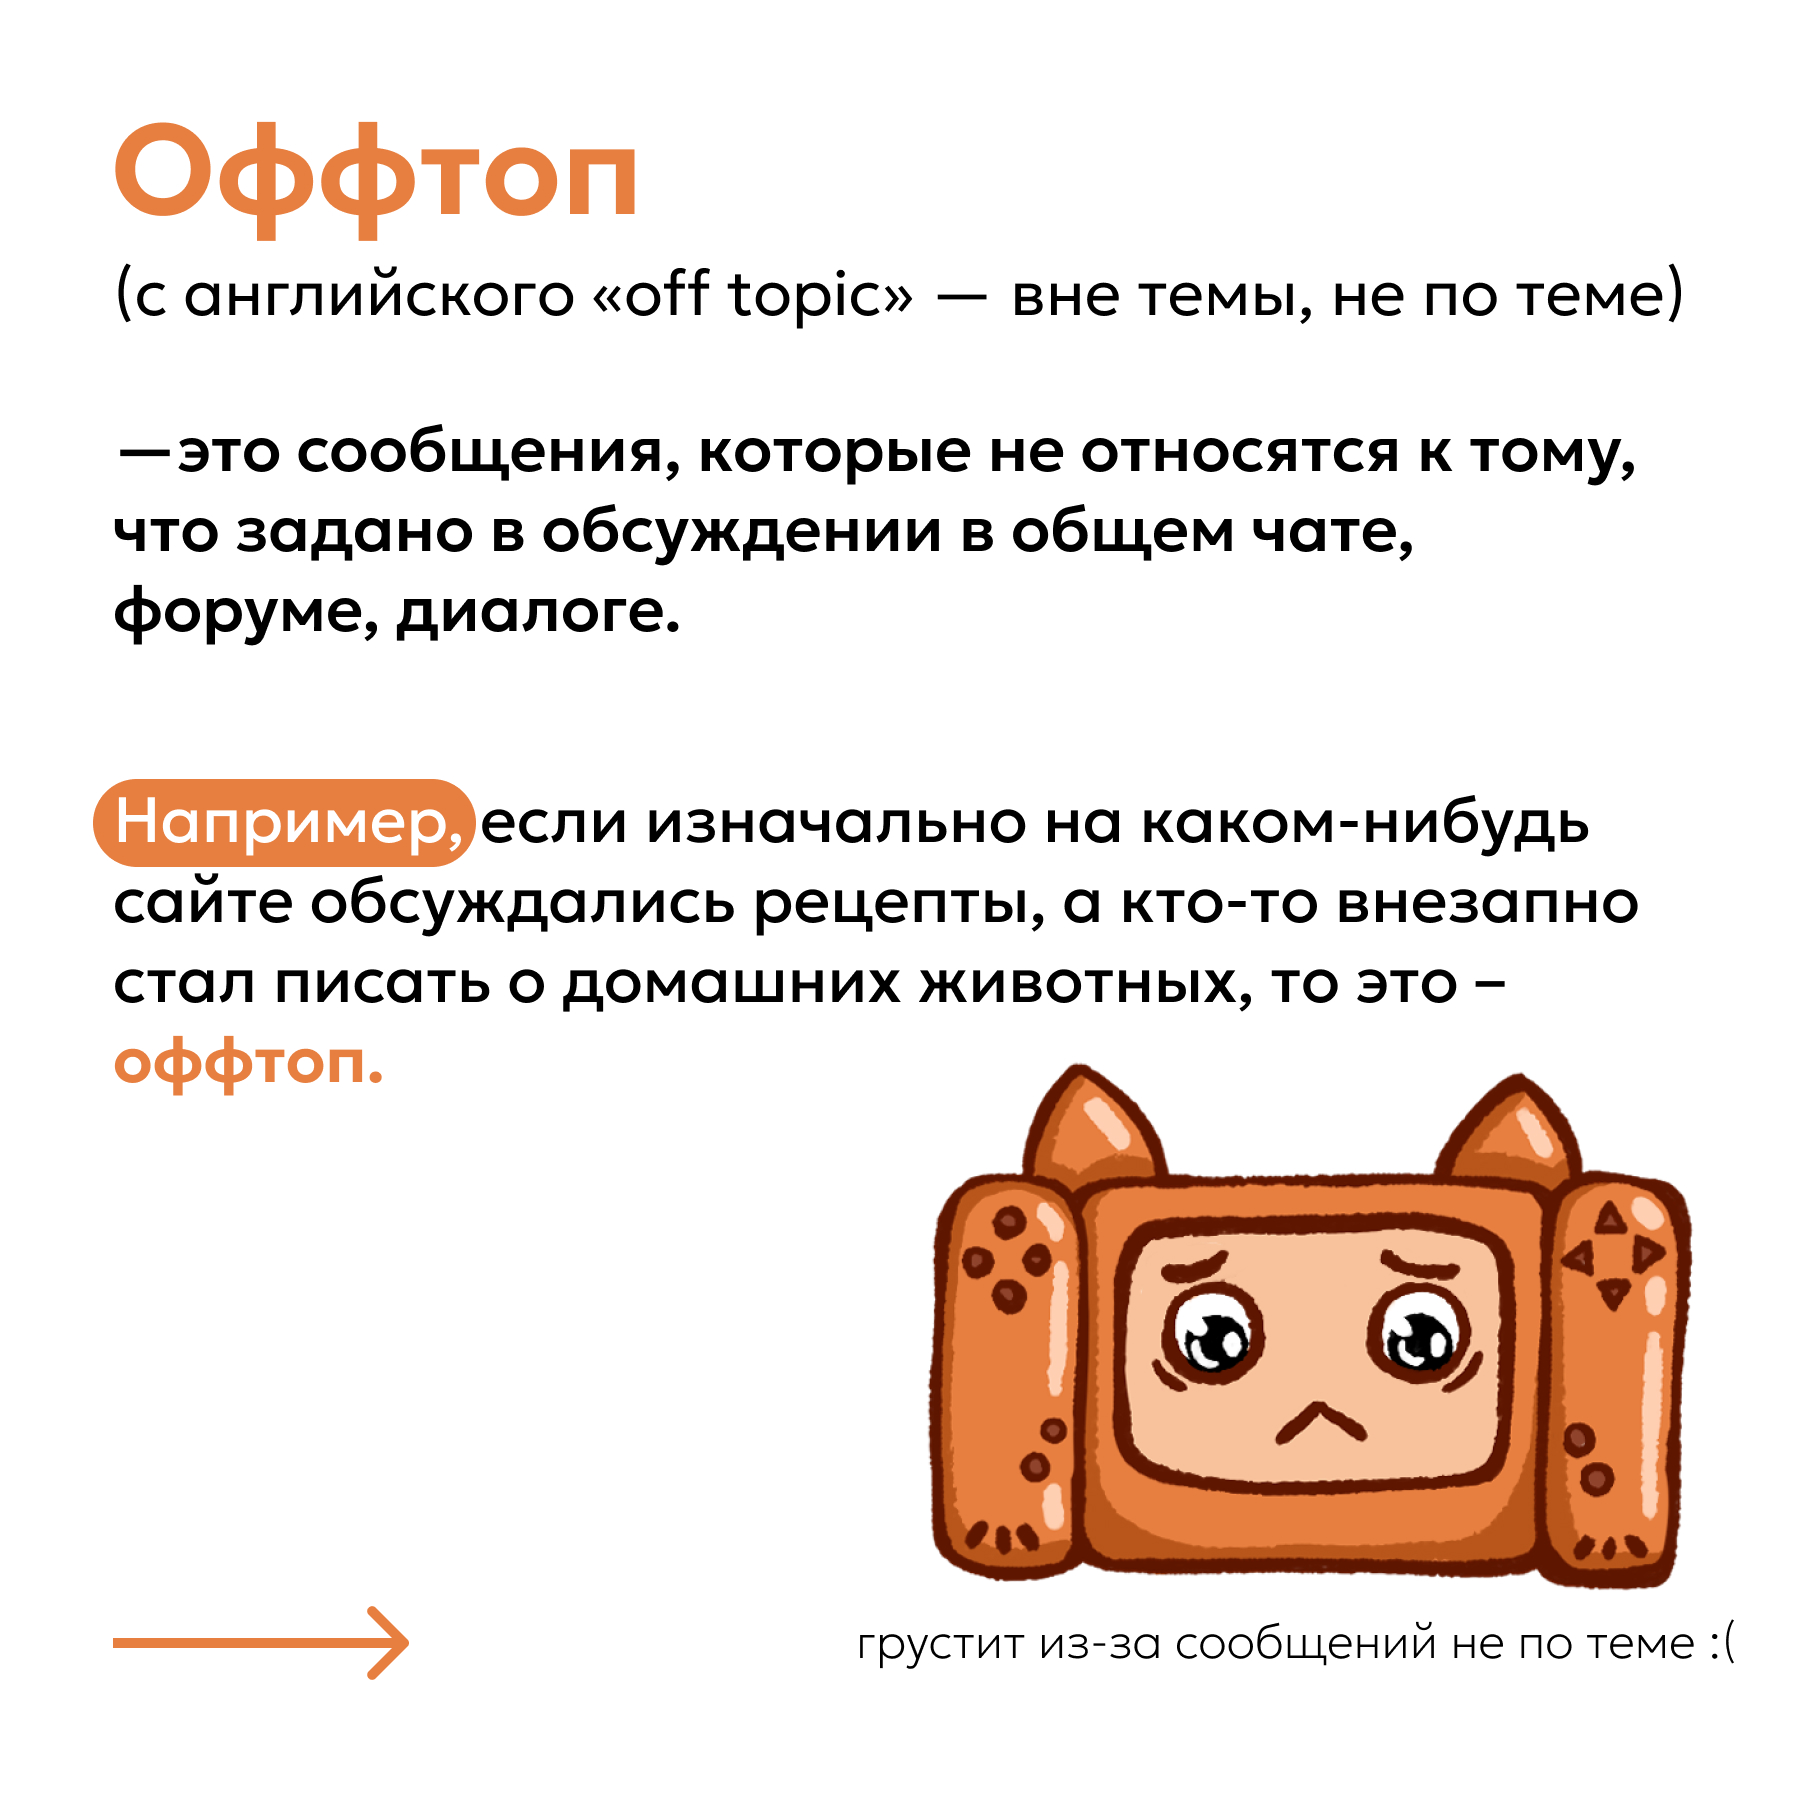 Оффтоп
(с английского «off topic» — вне темы, не по теме)
—это сообщения, которые не относятся к тому,
что задано в обсуждении в общем чате,
форуме, диалоге.
Например, если изначально на каком-нибудь
сайте обсуждались рецепты, а кто-то внезапно
стал писать о домашних животных, то это –
оффтоп.
грустит из-за сообщений не по теме :(